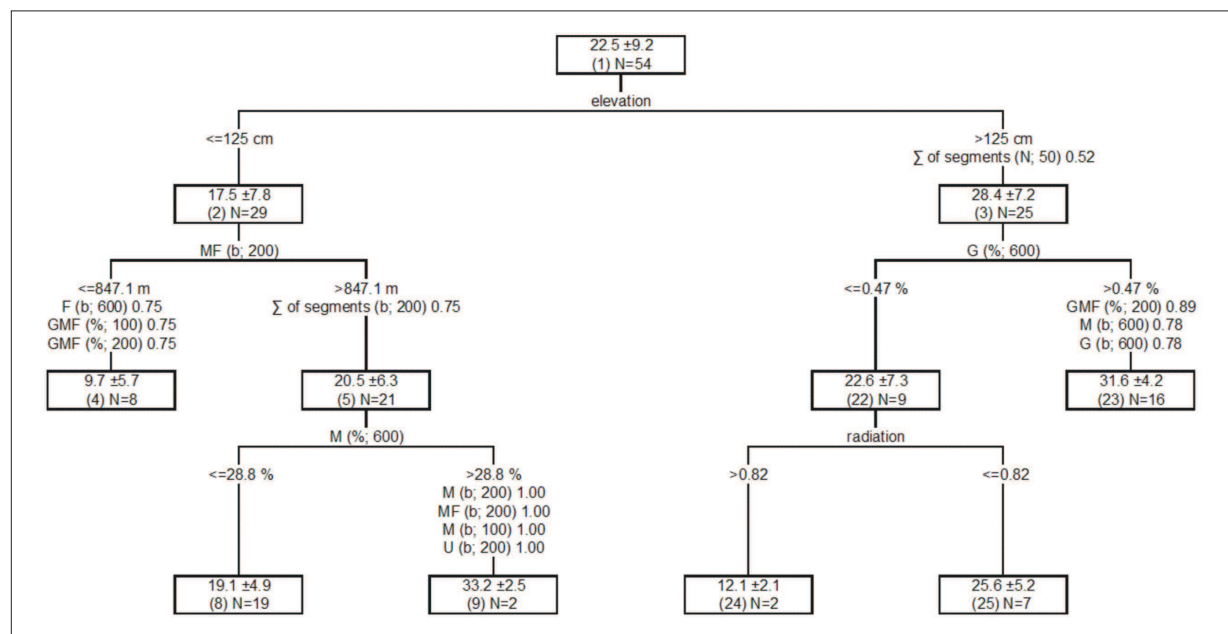 22.5 ±9.2
(1) N=54
elevation
<=125 cm
>125 cm
∑ of segments (N; 50) 0.52
17.5 ±7.8
(2) N=29
28.4 ±7.2
(3) N=25
MF (b; 200)
G (%; 600)
<=847.1 m
F (b; 600) 0.75
GMF (%; 100) 0.75
GMF (%; 200) 0.75
>847.1 m
∑ of segments (b; 200) 0.75
<=0.47 %
>0.47 %
GMF (%; 200) 0.89
M (b; 600) 0.78
G (b; 600) 0.78
9.7 ±5.7
(4) N=8
20.5 ±6.3
(5) N=21
22.6 ±7.3
(22) N=9
31.6 ±4.2
(23) N=16
M (%; 600)
radiation
<=28.8 %
>28.8 %
M (b; 200) 1.00
MF (b; 200) 1.00
M (b; 100) 1.00
U (b; 200) 1.00
>0.82
<=0.82
19.1 ±4.9
(8) N=19
33.2 ±2.5
(9) N=2
12.1 ±2.1
(24) N=2
25.6 ±5.2
(25) N=7